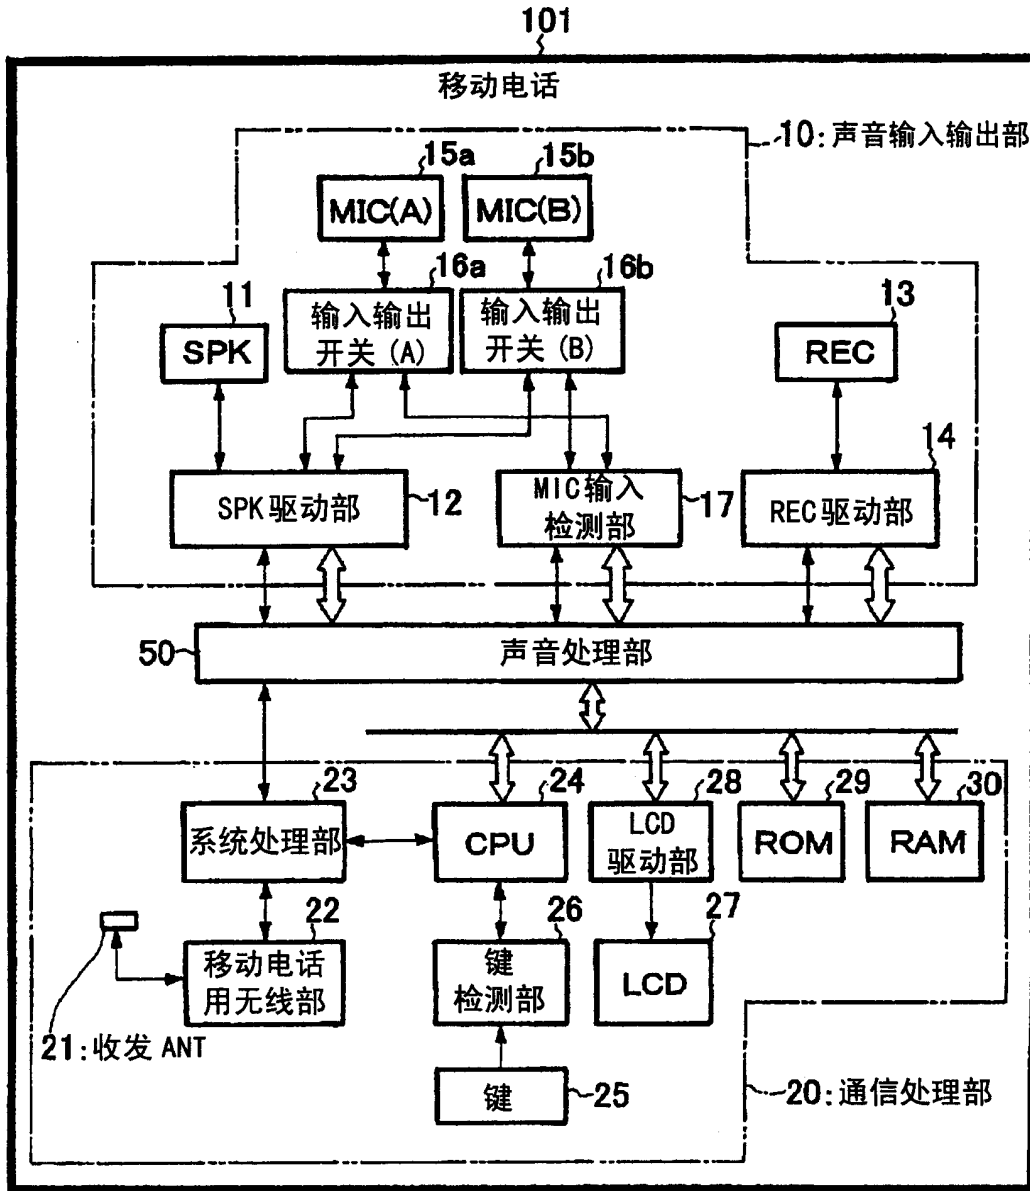 101
移动电话
10:声音输入输出部
15a
15b
MIC(A)
MIC(B)
16a
16b
11
13
输入输出
开关(A)
输入输出
开关(B)
SPK
REC
14
SPK驱动部
12
MIC输入
检测部
17
REC驱动部
50
声音处理部
23
24
28
29
30
系统处理部
CPU
LCD
驱动部
ROM
RAM
22
26
27
移动电话
用无线部
键
检测部
LCD
21:收发ANT
键
25
20:通信处理部